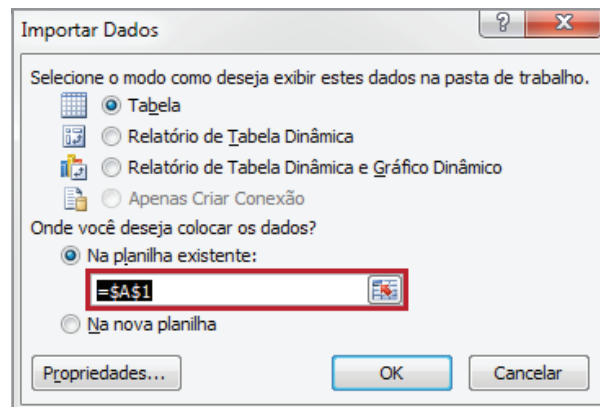 Importar Dados
Selecione o modo como deseja exibir estes dados na pasta de trabalho.
Tabela
Relatório de Tabela Dinâmica
Relatório de Tabela Dinâmica e Gráfico Dinâmico
Apenas Criar Conexão
Onde você deseja colocar os dados?
Na planilha existente:
=$A$1
Na nova planilha
Propriedades... OK Cancelar